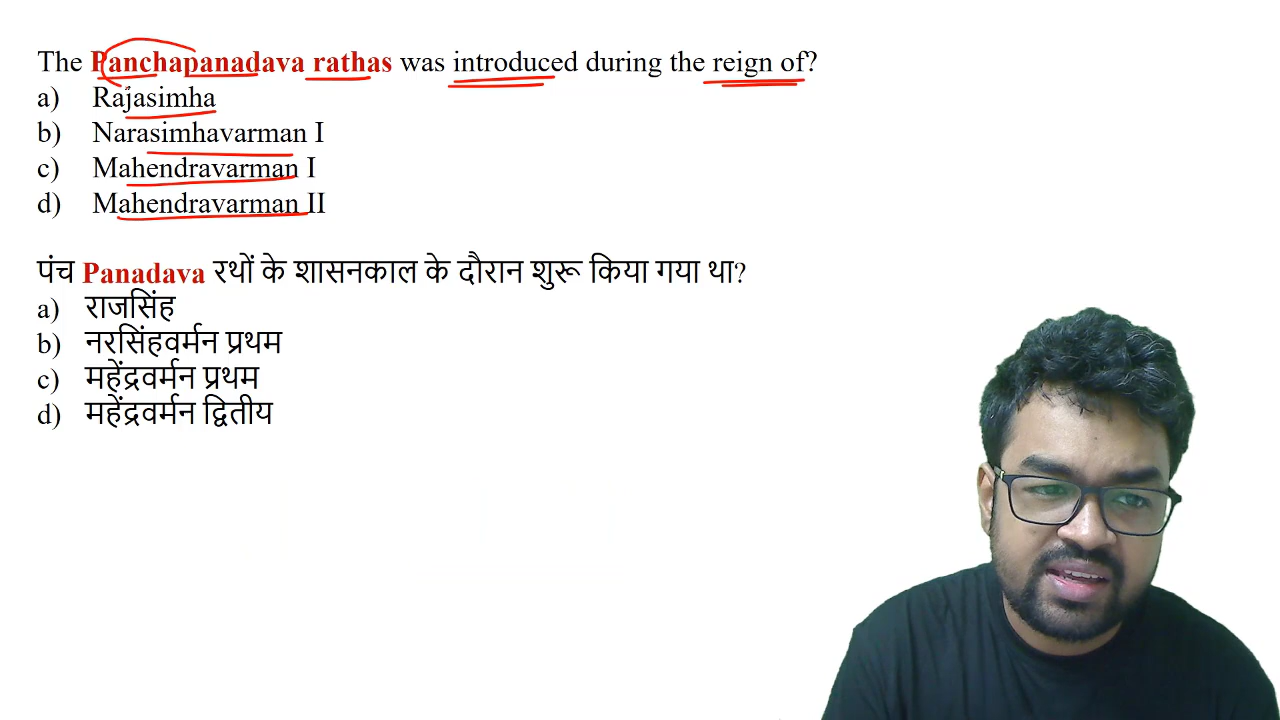 The Panchapanadava rathas was introduced during the reign of?
a) Rajasimha
b) Narasimhavarman I
c) Mahendravarman I
d) Mahendravarman II
पंच Panadava रथों के शासनकाल के दौरान शुरू किया गया था?
a) राजसिंह
b) नरसिंहवर्मन प्रथम
c) महेंद्रवर्मन प्रथम
d) महेंद्रवर्मन द्वितीय